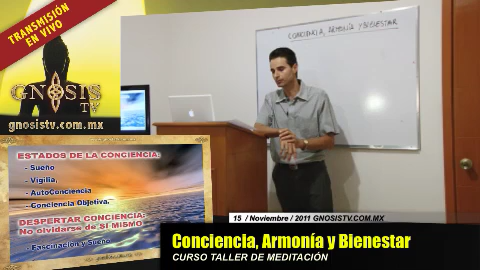 TRANSMISIÓN
EN VIVO
GNOSIS
TV
gnosistv.com.mx
CONCIENCIA, ARMONÍA Y BIENESTAR
ESTADOS DE LA CONCIENCIA:
- Sueño
- Vigilia,
- AutoConciencia
- Conciencia Objetiva.
DESPERTAR CONCIENCIA:
No olvidarse de SI MISMO
- Fascinacion y Sueño
15 / Noviembre / 2011 GNOSISTV.COM.MX
Conciencia, Armonía y Bienestar
CURSO TALLER DE MEDITACIÓN